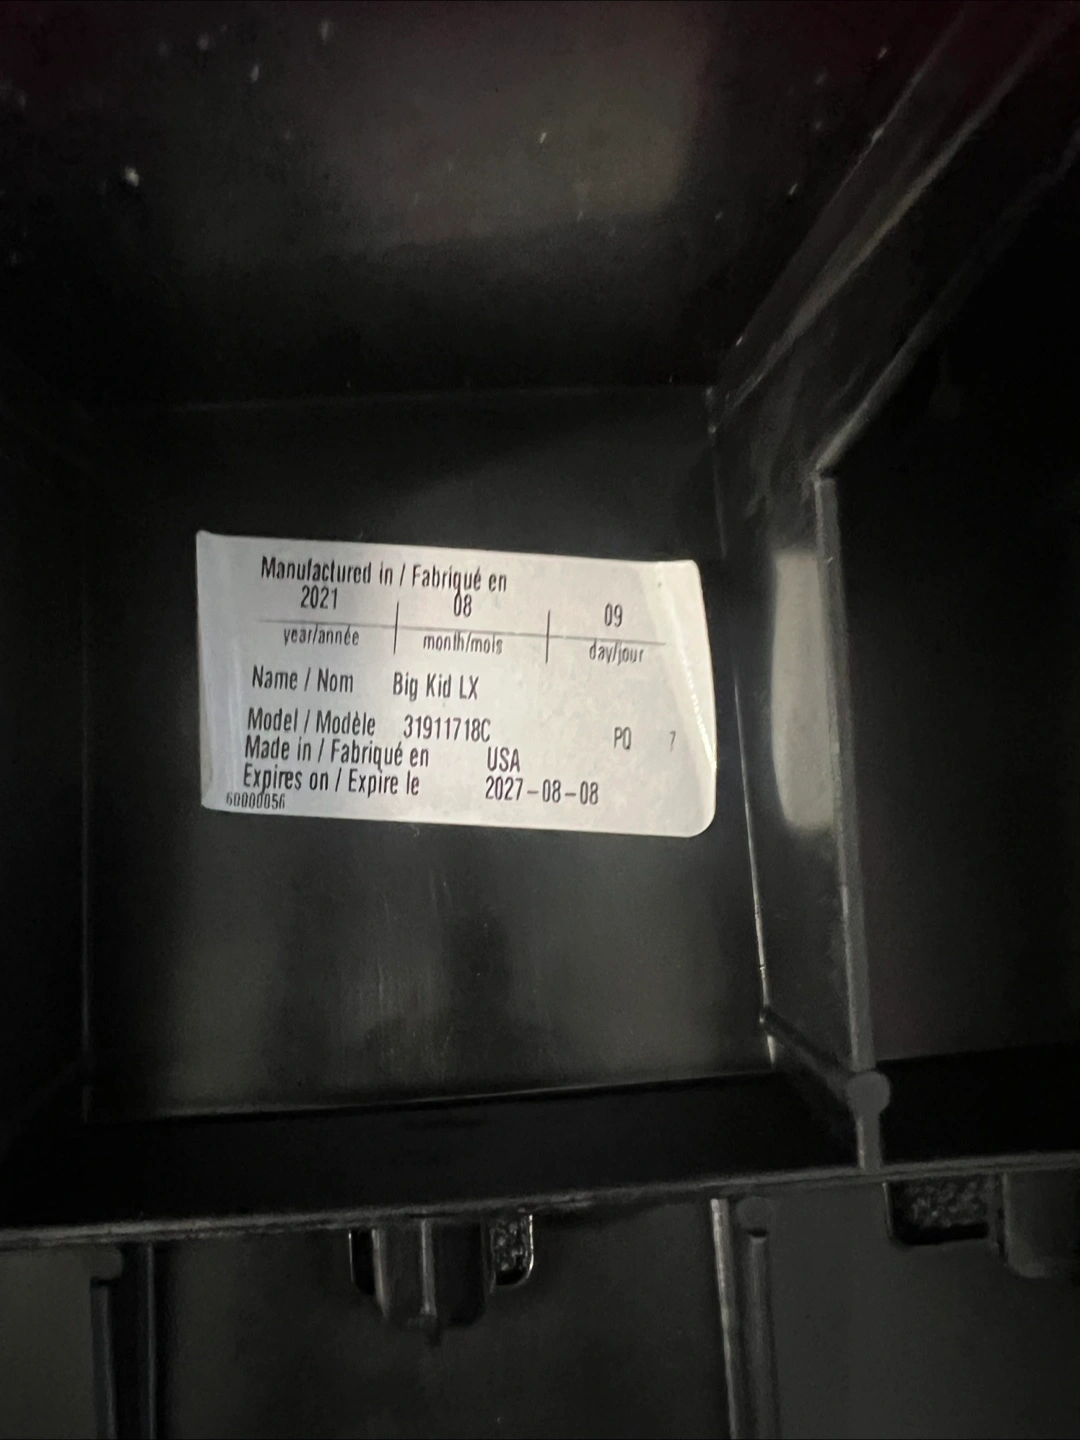 Manufactured in / Fabriqué en
2021 08 09
year/année month/mois day/jour
Name / Nom Big Kid LX
Model / Modèle 31911718C PO 7
Made in / Fabriqué en USA
Expires on / Expire le 2027-08-08
60000056